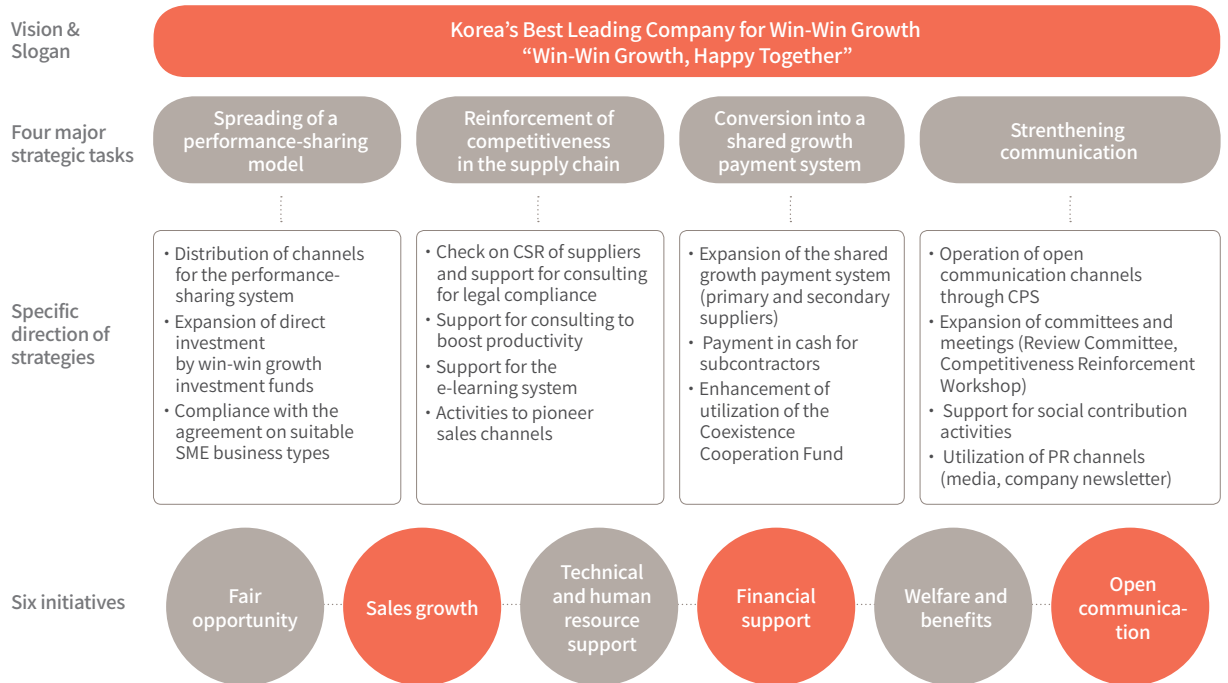 Vision &
Slogan
Korea's Best Leading Company for Win-Win Growth
“Win-Win Growth, Happy Together”
Four major
strategic tasks
Spreading of a
performance-sharing
model
Reinforcement of
competitiveness
in the supply chain
Conversion into a
shared growth
payment system
Strenthening
communication
Specific
direction of
strategies
・Distribution of channels
for the performance-
sharing system
・Expansion of direct
investment
by win-win growth
investment funds
・Compliance with the
agreement on suitable
SME business types
・Check on CSR of suppliers
and support for consulting
for legal compliance
・Support for consulting to
boost productivity
・Support for the
e-learning system
・Activities to pioneer
sales channels
・Expansion of the shared
growth payment system
(primary and secondary
suppliers)
・Payment in cash for
subcontractors
・Enhancement of
utilization of the
Coexistence
Cooperation Fund
・Operation of open
communication channels
through CPS
・Expansion of committees and
meetings (Review Committee,
Competitiveness Reinforcement
Workshop)
・Support for social contribution
activities
・Utilization of PR channels
(media, company newsletter)
Six initiatives
Fair
opportunity
Sales growth
Technical
and human
resource
support
Financial
support
Welfare and
benefits
Open
communica-
tion